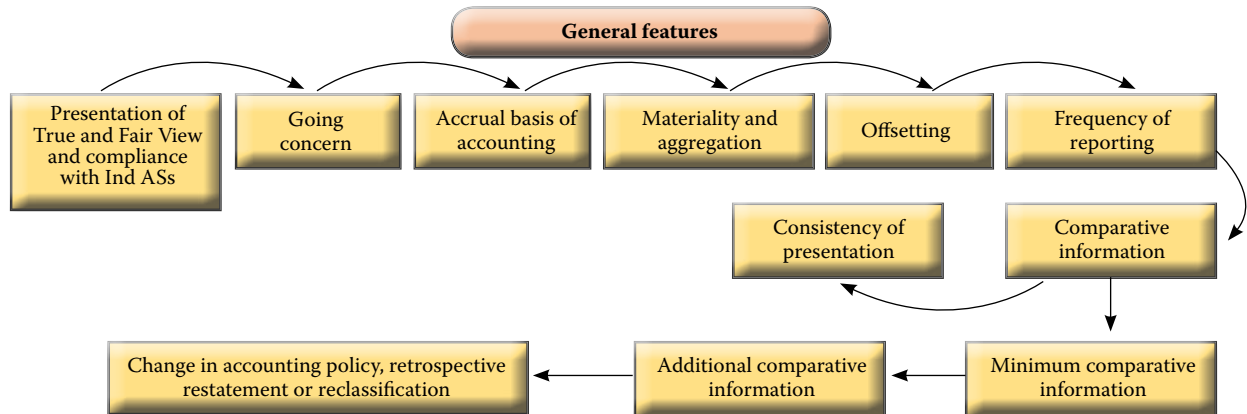 General features
Presentation of
True and Fair View
and compliance
with Ind ASs
Going
concern
Accrual basis of
accounting
Materiality and
aggregation
Offsetting
Frequency of
reporting
Comparative
information
Consistency of
presentation
Minimum comparative
information
Additional comparative
information
Change in accounting policy, retrospective
restatement or reclassification